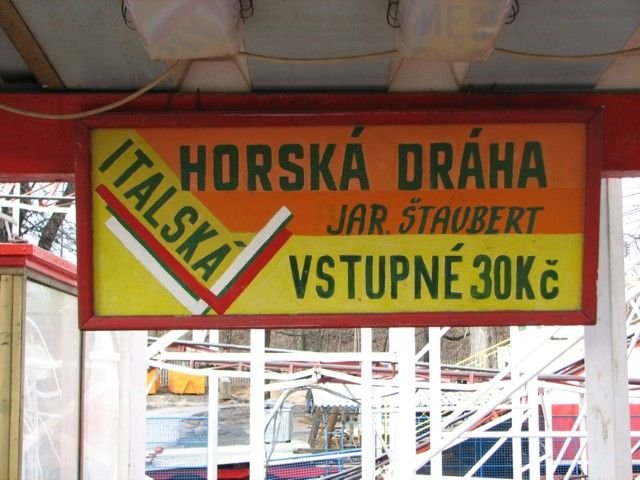 ITALSKÁ
HORSKÁ DRÁHA
JAR. ŠTAUBERT
VSTUPNÉ 30Kč